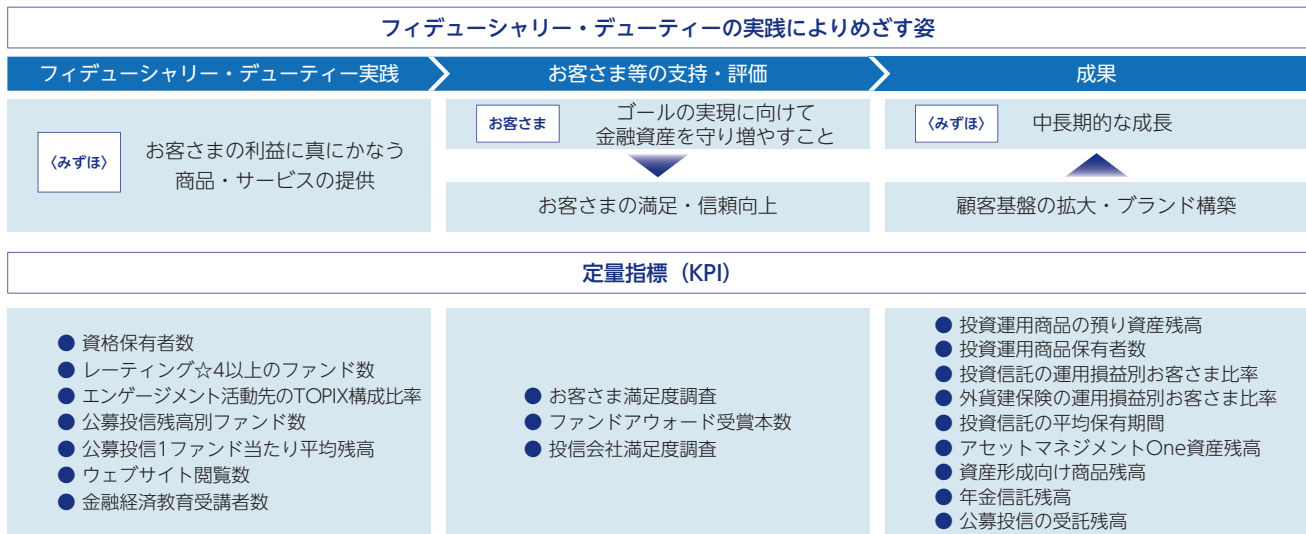 フィデューシャリー・デューティーの実践によりめざす姿
フィデューシャリー・デューティー実践
お客さま等の支持・評価
成果
〈みずほ〉
お客さまの利益に真にかなう
商品・サービスの提供
お客さま
ゴールの実現に向けて
金融資産を守り増やすこと
お客さまの満足・信頼向上
〈みずほ〉
中長期的な成長
顧客基盤の拡大・ブランド構築
定量指標（KPI）
● 資格保有者数
● レーティング☆4以上のファンド数
● エンゲージメント活動先のTOPIX構成比率
● 公募投信残高別ファンド数
● 公募投信1ファンド当たり平均残高
● ウェブサイト閲覧数
● 金融経済教育受講者数
● お客さま満足度調査
● ファンドアウォード受賞本数
● 投信会社満足度調査
● 投資運用商品の預り資産残高
● 投資運用商品保有者数
● 投資信託の運用損益別お客さま比率
● 外貨建保険の運用損益別お客さま比率
● 投資信託の平均保有期間
● アセットマネジメントOne資産残高
● 資産形成向け商品残高
● 年金信託残高
● 公募投信の受託残高